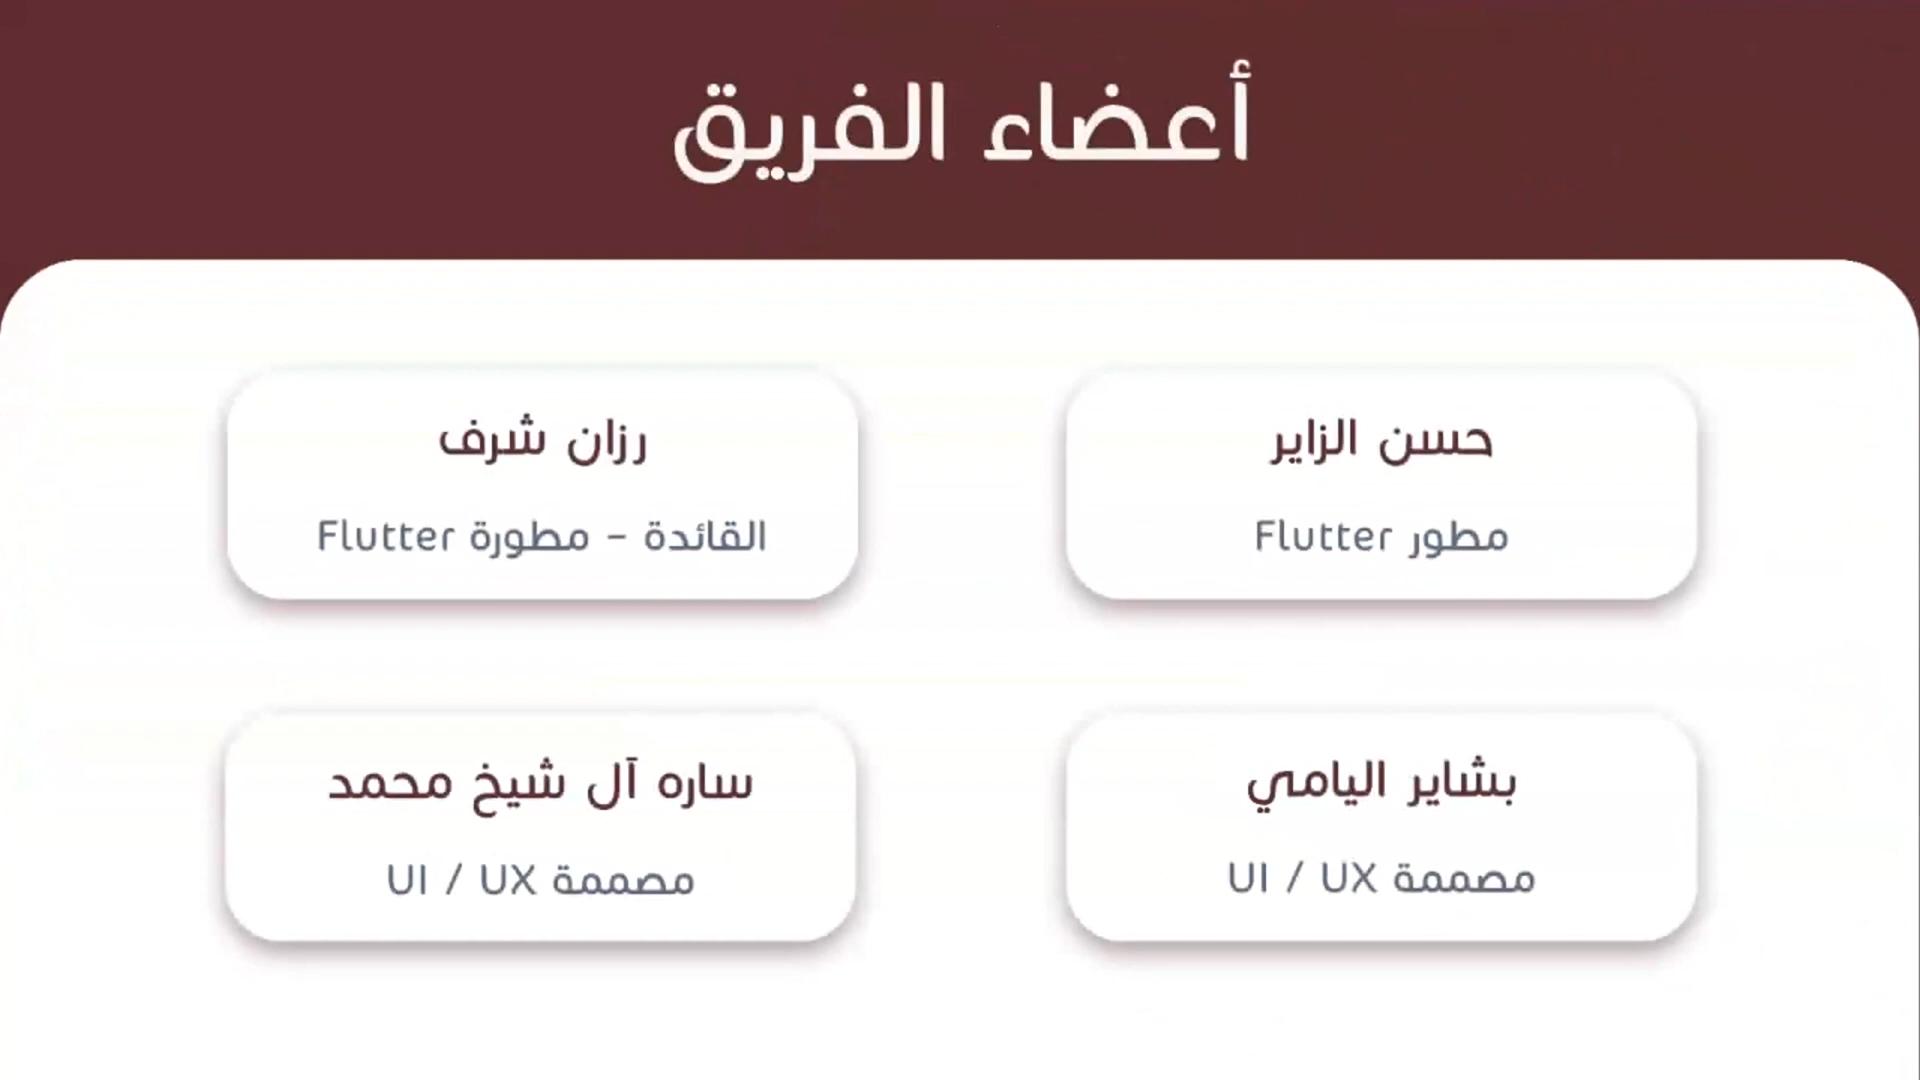 أعضاء الفريق
حسن الزاير
مطور Flutter
رزان شرف
القائدة - مطورة Flutter
بشاير اليامي
مصممة UI / UX
ساره آل شيخ محمد
مصممة UI / UX